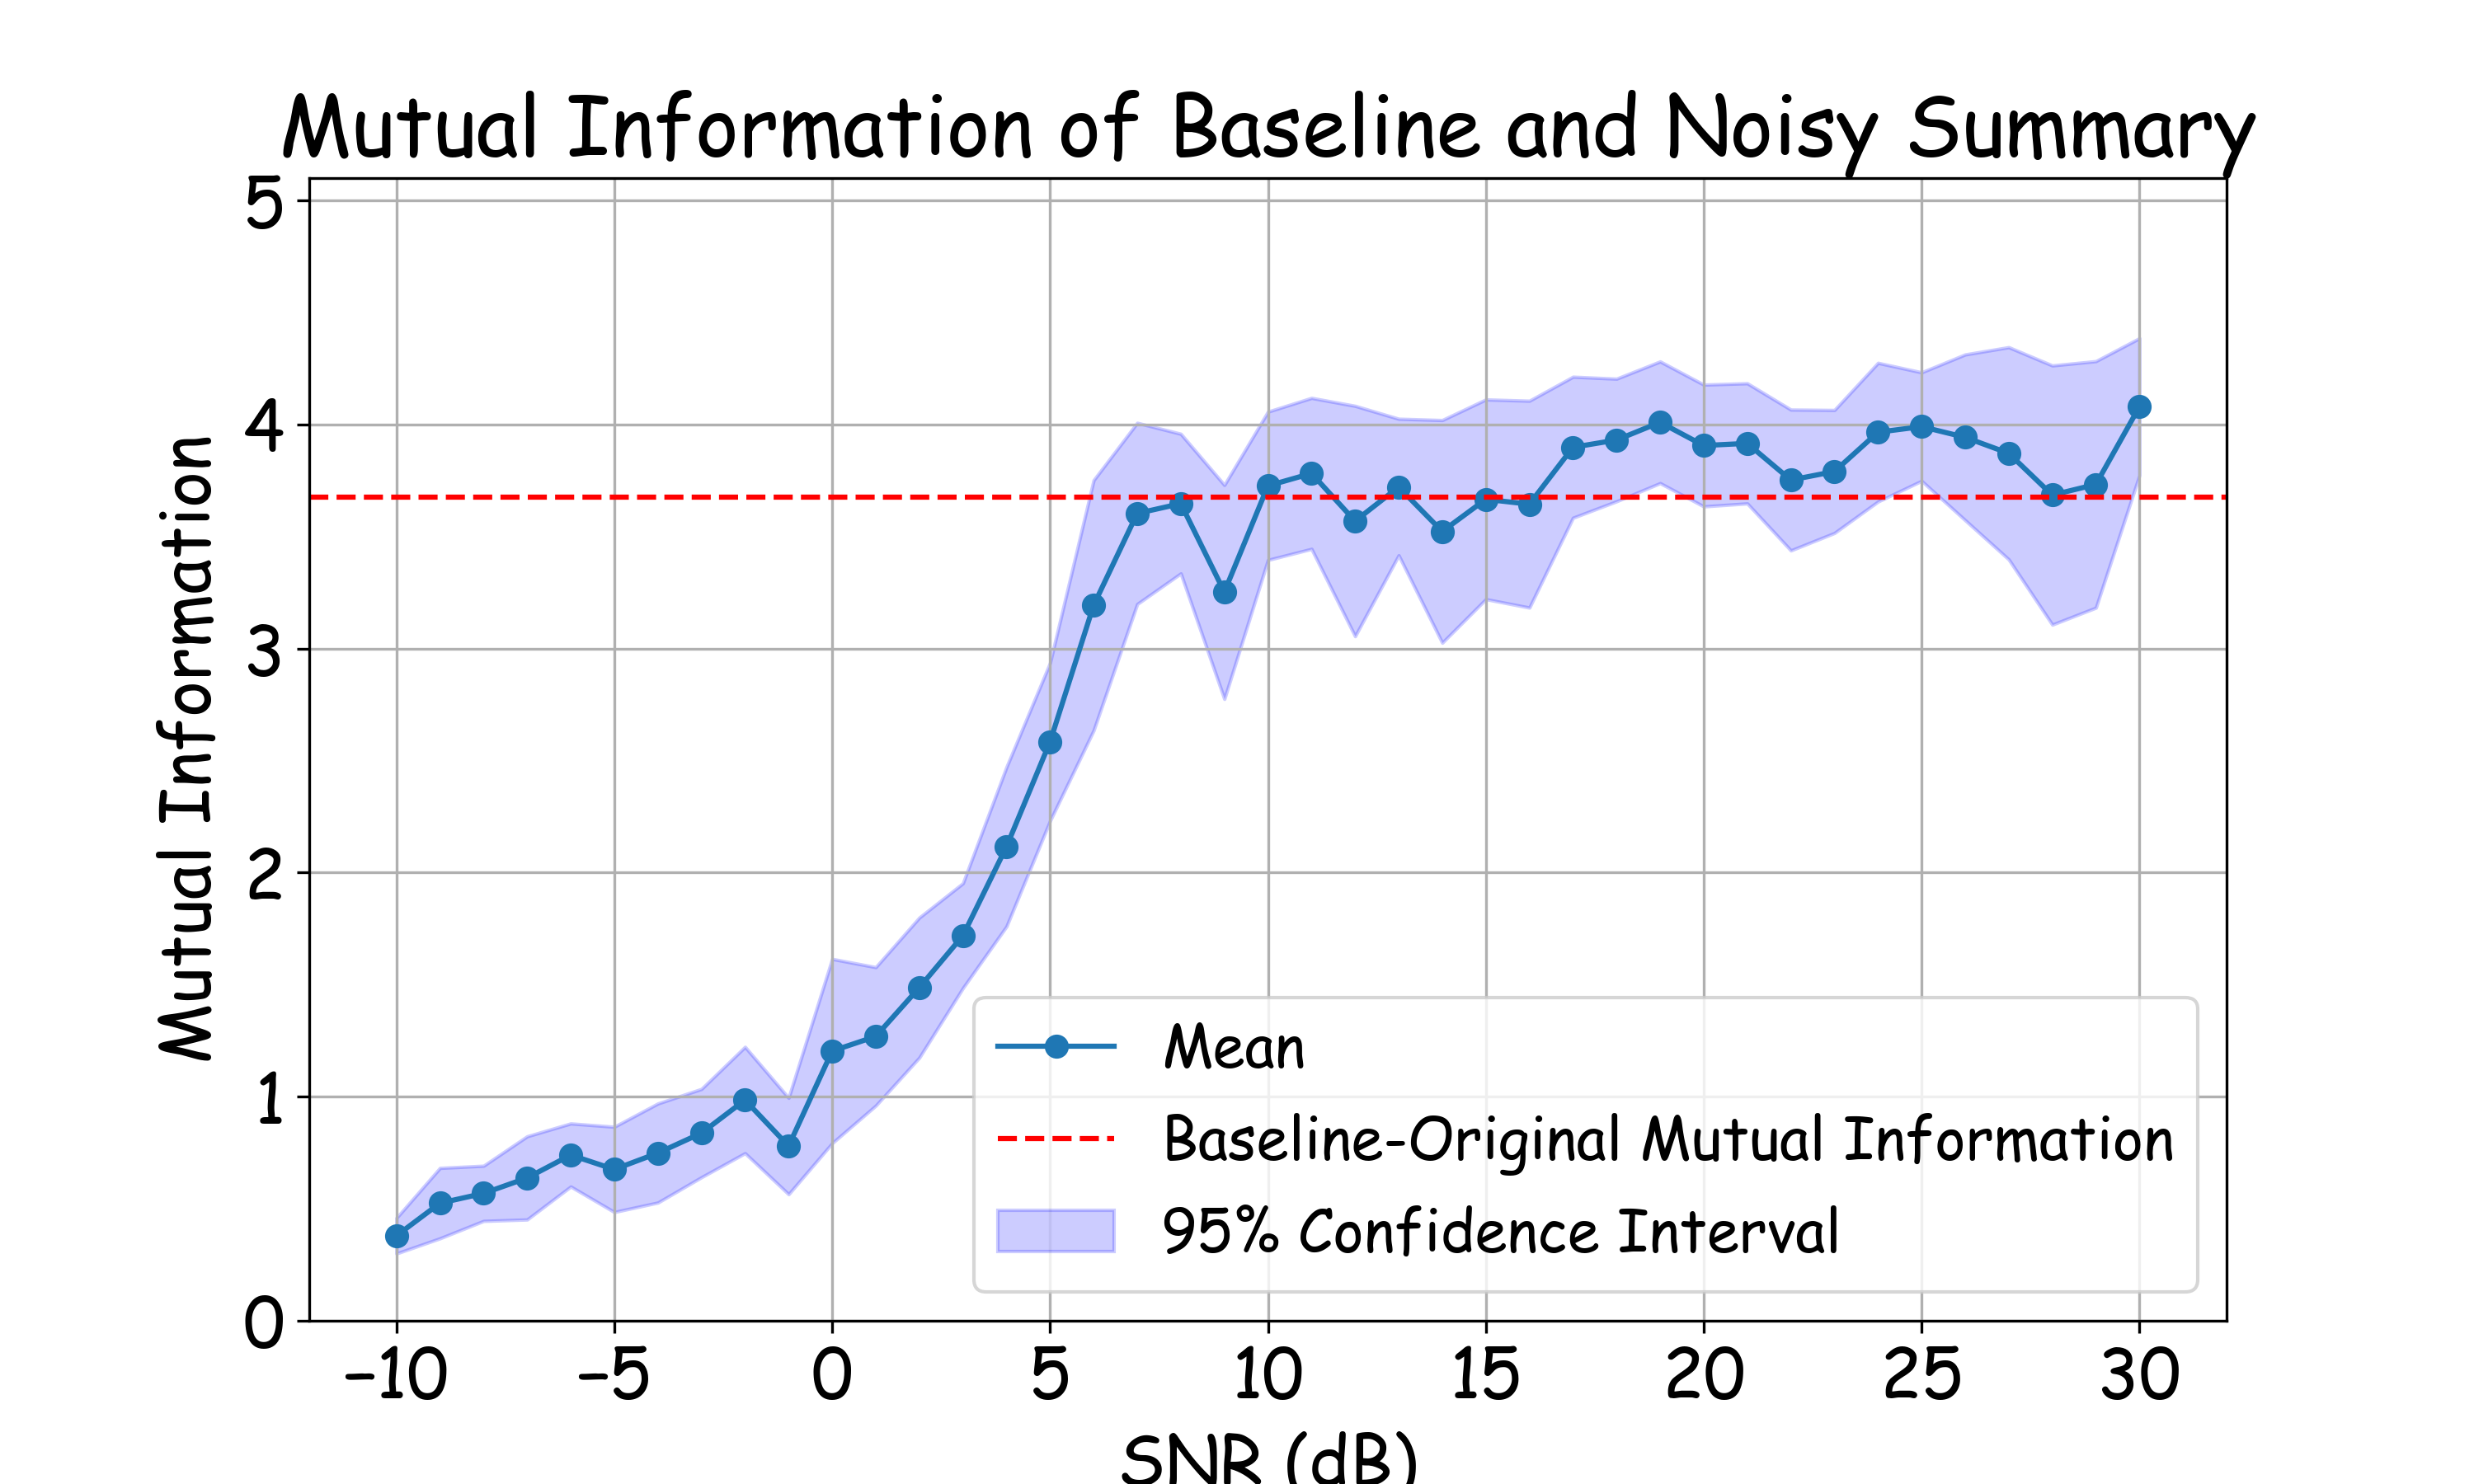 Mutual Information of Baseline and Noisy Summary
Mutual Information
5
4
3
2
1
0
Mean
Baseline-Original Mutual Information
95% Confidence Interval
-10 -5 0 5 10 15 20 25 30
SNR (dB)